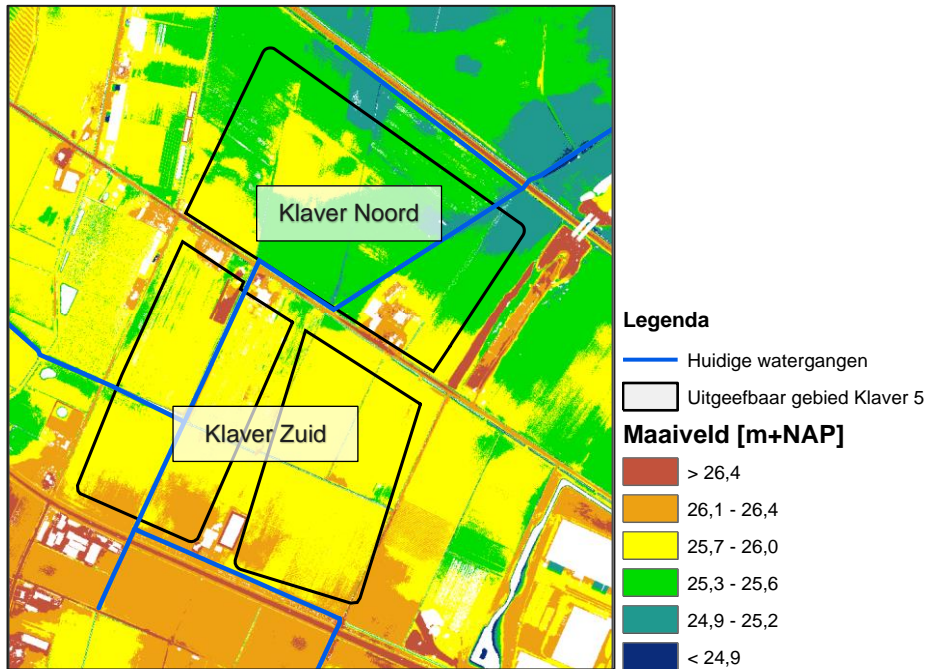 Klaver Noord
Klaver Zuid
Legenda
Huidige watergangen
Uitgeefbaar gebied Klaver 5
Maaiveld [m+NAP]
> 26,4
26,1 - 26,4
25,7 - 26,0
25,3 - 25,6
24,9 - 25,2
< 24,9